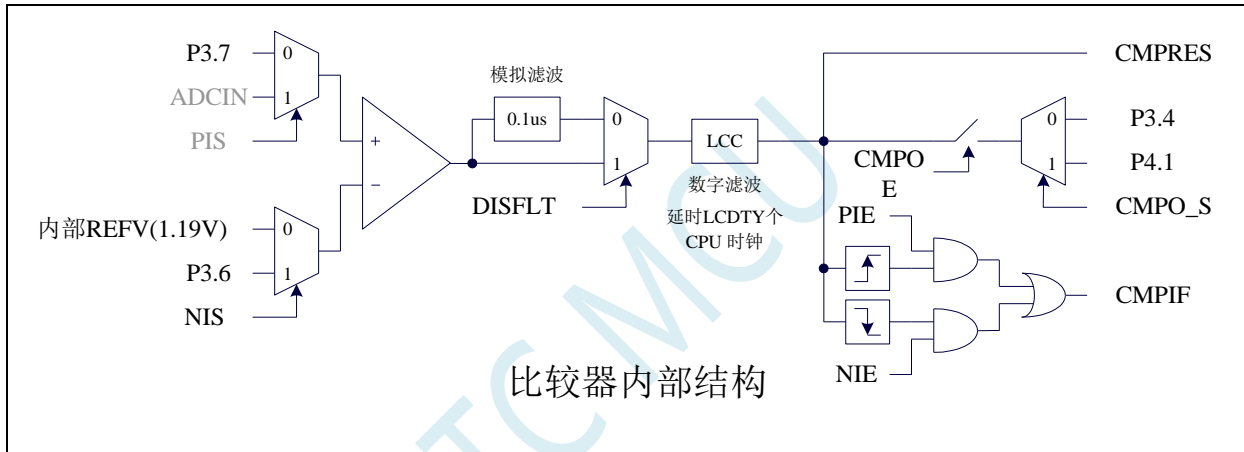 P3.7
0
ADCIN
1
PIS
内部REFV(1.19V)
0
P3.6
1
NIS
+
−
模拟滤波
0.1us
0
1
DISFLT
LCC
数字滤波
延时LCDTY个
CPU 时钟
CMPRES
CMPO
E
0
P3.4
1
P4.1
CMPO_S
PIE
NIE
CMPIF
比较器内部结构
TC MCU